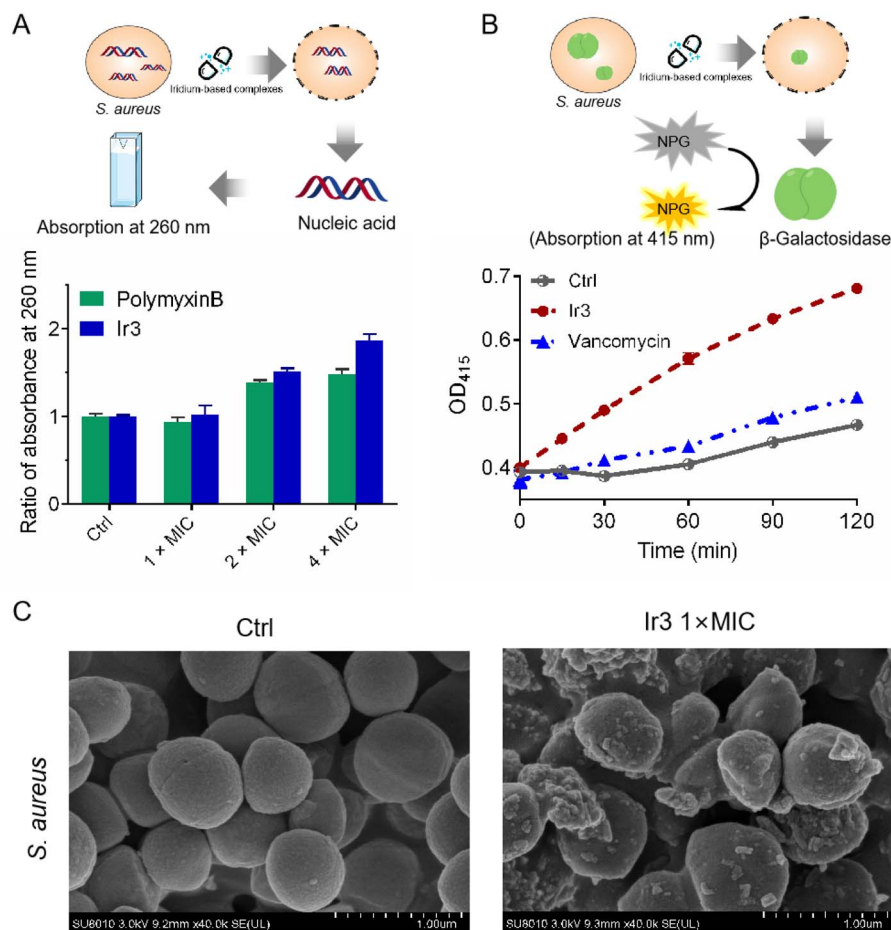 A
S. aureus
Iridium-based complexes
Absorption at 260 nm
Nucleic acid
Ratio of absorbance at 260 nm
2
1
0
PolymyxinB
Ir3
Ctrl
1 × MIC
2 × MIC
4 × MIC
B
S. aureus
Iridium-based complexes
NPG
NPG
(Absorption at 415 nm)
β-Galactosidase
OD415
0.7
0.6
0.5
0.4
Ctrl
Ir3
Vancomycin
0 30 60 90 120
Time (min)
C
Ctrl
Ir3 1×MIC
S. aureus
SU8010 3.0kV 9.2mm x40.0k SE(UL) 1.00um
SU8010 3.0kV 9.3mm x40.0k SE(UL) 1.00um